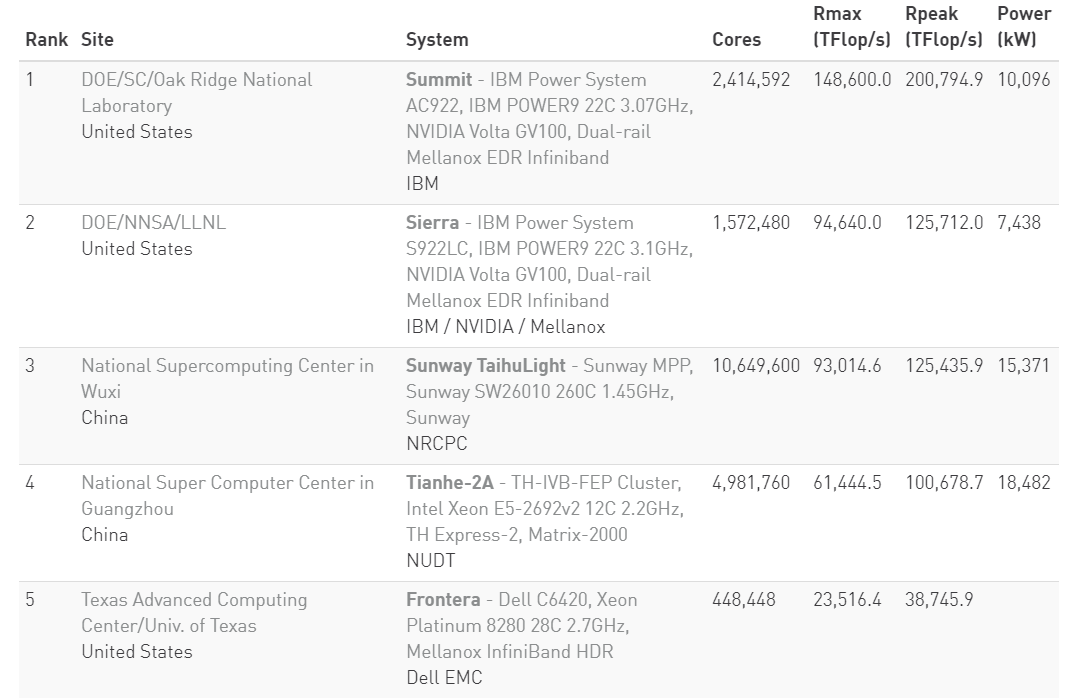 Rank Site System Cores Rmax (TFlop/s) Rpeak (TFlop/s) Power (kW)
1 DOE/SC/Oak Ridge National Summit - IBM Power System 2,414,592 148,600.0 200,794.9 10,096
Laboratory AC922, IBM POWER9 22C 3.07GHz,
United States NVIDIA Volta GV100, Dual-rail
Mellanox EDR Infiniband
IBM
2 DOE/NNSA/LLNL Sierra - IBM Power System 1,572,480 94,640.0 125,712.0 7,438
United States S922LC, IBM POWER9 22C 3.1GHz,
NVIDIA Volta GV100, Dual-rail
Mellanox EDR Infiniband
IBM / NVIDIA / Mellanox
3 National Supercomputing Center in Sunway TaihuLight - Sunway MPP, 10,649,600 93,014.6 125,435.9 15,371
Wuxi Sunway SW26010 260C 1.45GHz,
China Sunway
NRCPC
4 National Super Computer Center in Tianhe-2A - TH-IVB-FEP Cluster, 4,981,760 61,444.5 100,678.7 18,482
Guangzhou Intel Xeon E5-2692v2 12C 2.2GHz,
China TH Express-2, Matrix-2000
NUDT
5 Texas Advanced Computing Frontera - Dell C6420, Xeon 448,448 23,516.4 38,745.9
Center/Univ. of Texas Platinum 8280 28C 2.7GHz,
United States Mellanox InfiniBand HDR
Dell EMC